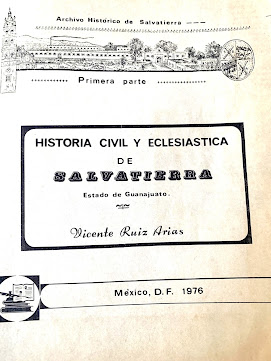 Archivo Histórico de Salvatierra ---
Primera parte
HISTORIA CIVIL Y ECLESIASTICA
DE
SALVATIERRA
Estado de Guanajuato.
Vicente Ruiz Arias
México, D.F. 1976